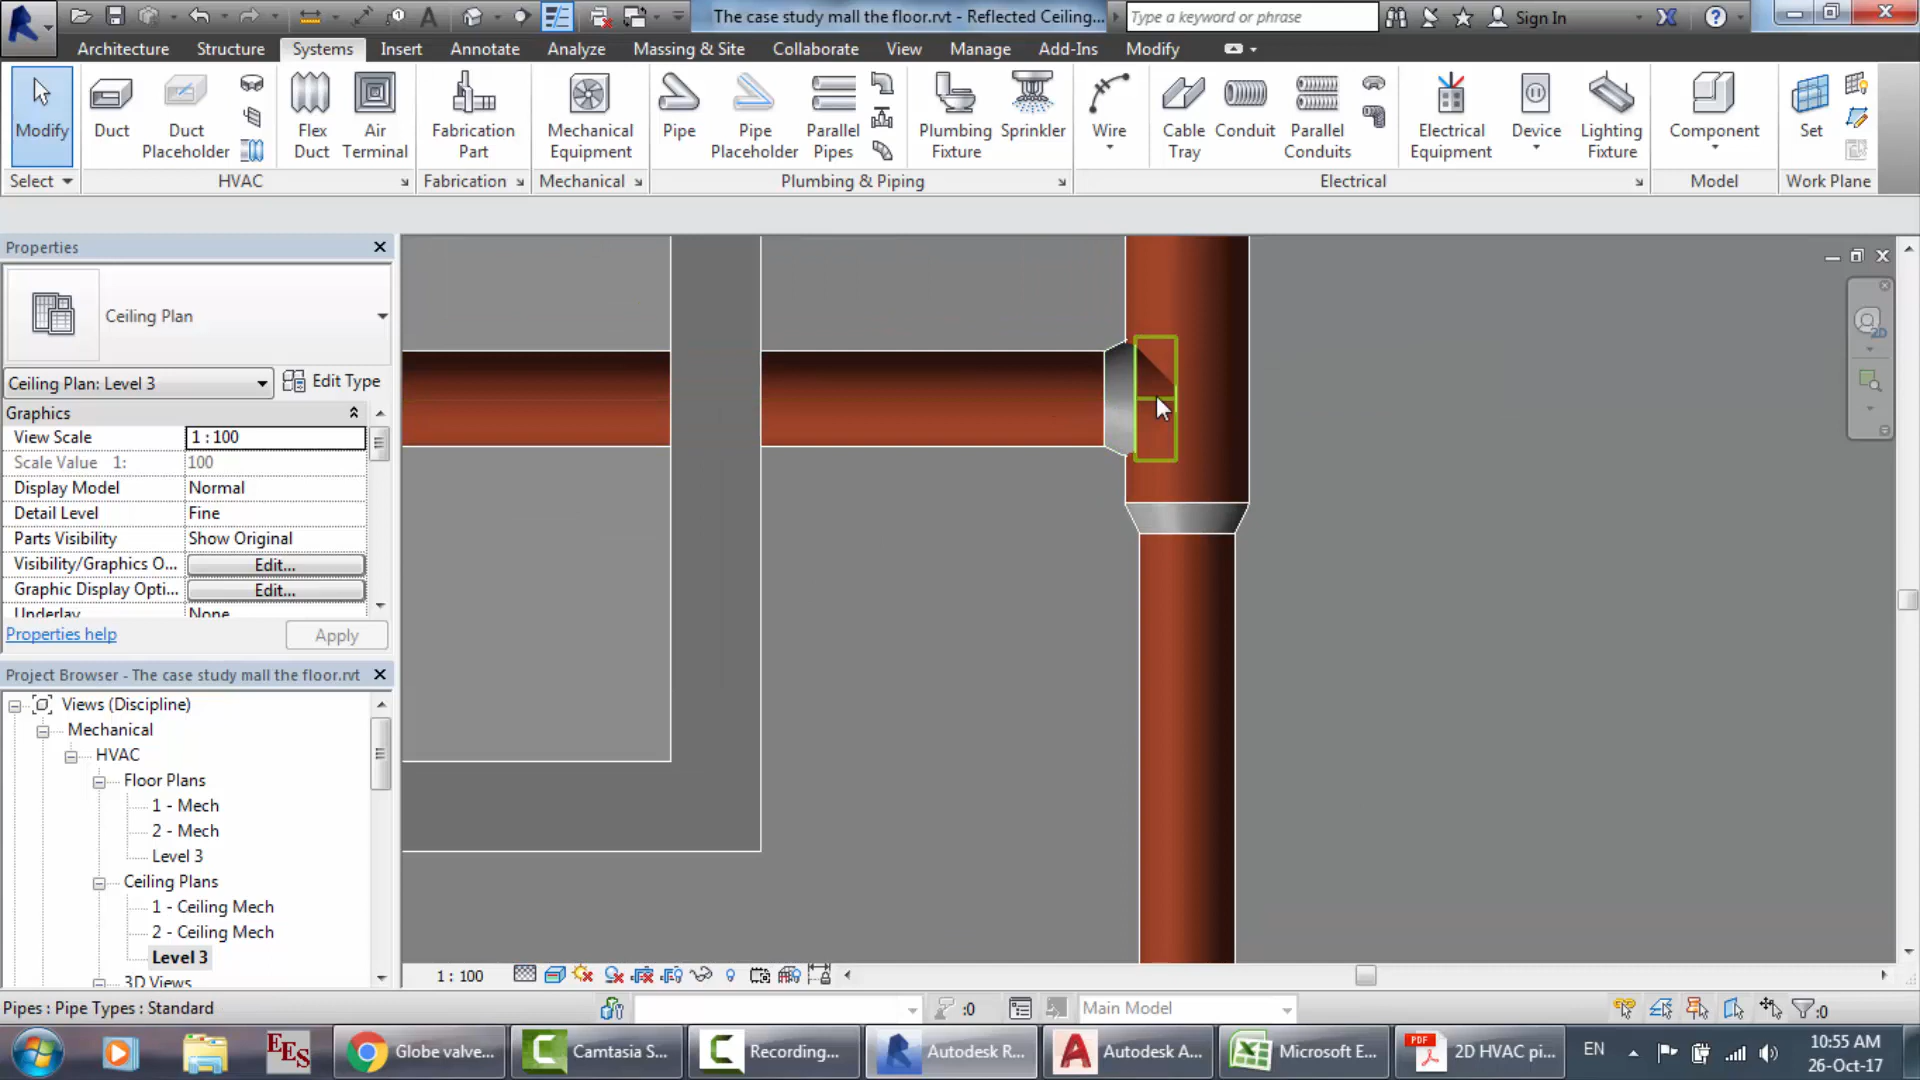 The case study mall the floor.rvt - Reflected Ceiling...
Type a keyword or phrase
Sign In
Architecture
Structure
Systems
Insert
Annotate
Analyze
Massing & Site
Collaborate
View
Manage
Add-Ins
Modify
Modify
Duct
Duct Placeholder
Flex Duct
Air Terminal
Fabrication Part
Mechanical Equipment
Pipe
Pipe Placeholder
Parallel Pipes
Plumbing Fixture
Sprinkler
Wire
Cable Tray
Conduit
Parallel Conduits
Electrical Equipment
Device
Lighting Fixture
Component
Set
Select
HVAC
Fabrication
Mechanical
Plumbing & Piping
Electrical
Model
Work Plane
Properties
Ceiling Plan
Ceiling Plan: Level 3
Edit Type
Graphics
View Scale
1 : 100
Scale Value 1:
100
Display Model
Normal
Detail Level
Fine
Parts Visibility
Show Original
Visibility/Graphics O...
Edit...
Graphic Display Opti...
Edit...
Underlay
None
Properties help
Apply
Project Browser - The case study mall the floor.rvt
Views (Discipline)
Mechanical
HVAC
Floor Plans
1 - Mech
2 - Mech
Level 3
Ceiling Plans
1 - Ceiling Mech
2 - Ceiling Mech
Level 3
3D Views
2D
1 : 100
Pipes : Pipe Types : Standard
:0
Main Model
:0
EES
Globe valve...
Camtasia S...
Recording...
Autodesk R...
Autodesk A...
Microsoft E...
PDF
2D HVAC pi...
EN
10:55 AM
26-Oct-17